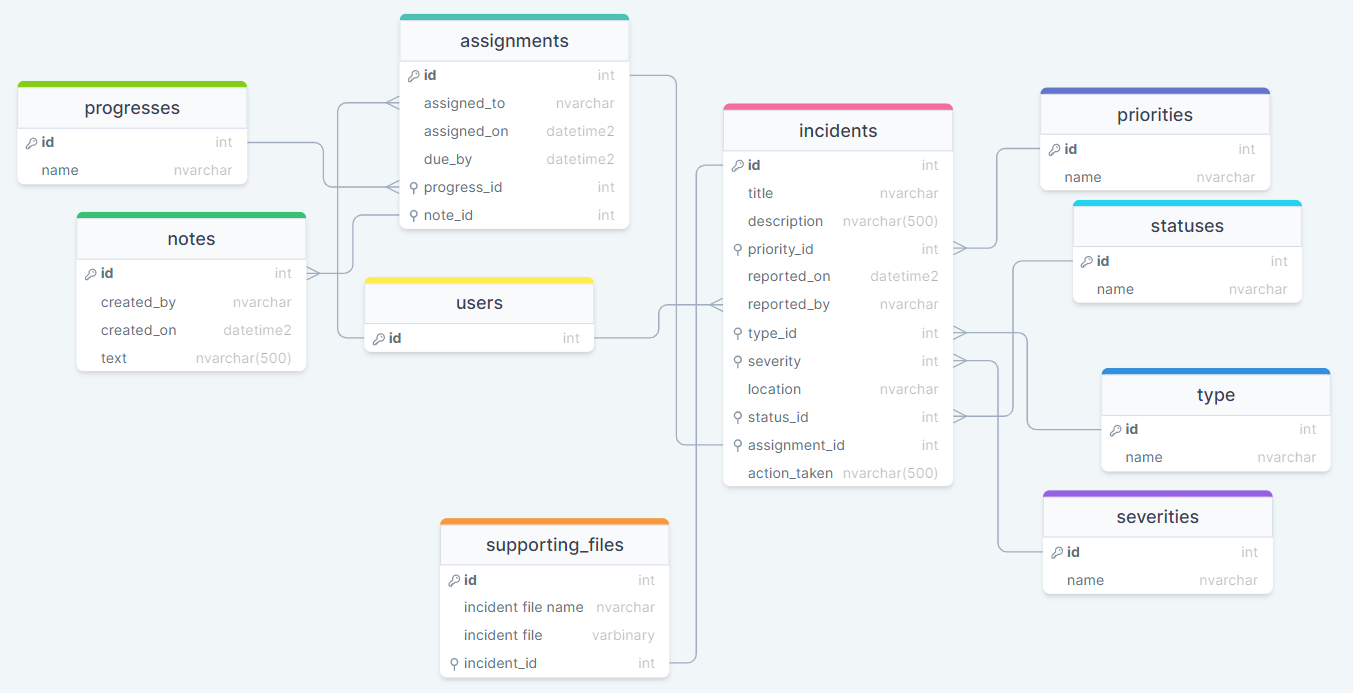 progresses
id int
name nvarchar
notes
id int
created_by nvarchar
created_on datetime2
text nvarchar(500)
assignments
id int
assigned_to nvarchar
assigned_on datetime2
due_by datetime2
progress_id int
note_id int
users
id int
supporting_files
id int
incident file name nvarchar
incident file varbinary
incident_id int
incidents
id int
title nvarchar
description nvarchar(500)
priority_id int
reported_on datetime2
reported_by nvarchar
type_id int
severity int
location nvarchar
status_id int
assignment_id int
action_taken nvarchar(500)
priorities
id int
name nvarchar
statuses
id int
name nvarchar
type
id int
name nvarchar
severities
id int
name nvarchar